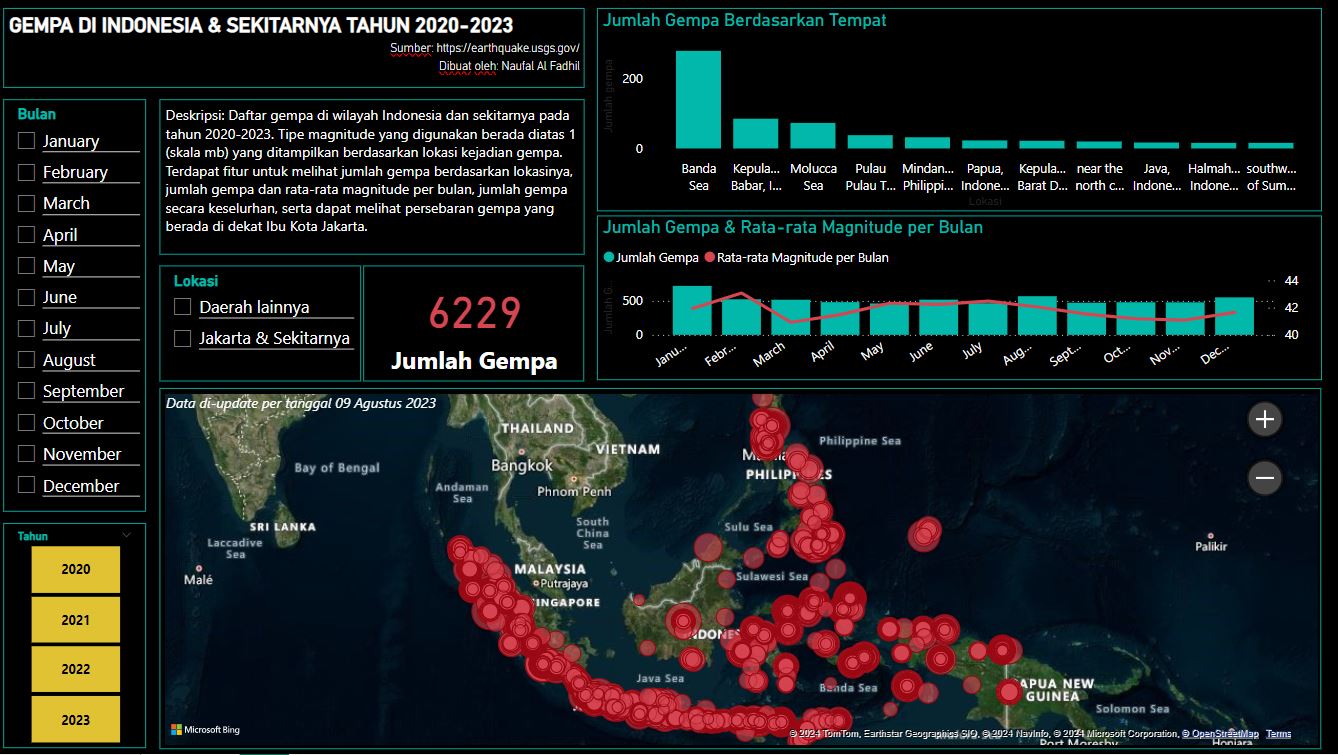 GEMPA DI INDONESIA & SEKITARNYA TAHUN 2020-2023
Sumber: https://earthquake.usgs.gov/
Dibuat oleh: Naufal Al Fadhil
Bulan
January
February
March
April
May
June
July
August
September
October
November
December
Tahun
2020
2021
2022
2023
Deskripsi: Daftar gempa di wilayah Indonesia dan sekitarnya pada
tahun 2020-2023. Tipe magnitude yang digunakan berada diatas 1
(skala mb) yang ditampilkan berdasarkan lokasi kejadian gempa.
Terdapat fitur untuk melihat jumlah gempa berdasarkan lokasinya,
jumlah gempa dan rata-rata magnitude per bulan, jumlah gempa
secara keselurhan, serta dapat melihat persebaran gempa yang
berada di dekat Ibu Kota Jakarta.
Lokasi
Daerah lainnya
Jakarta & Sekitarnya
6229
Jumlah Gempa
Jumlah Gempa Berdasarkan Tempat
Jumlah gempa
200
0
Banda Sea
Kepula... Babar, I...
Molucca Sea
Pulau Pulau T...
Mindan... Philippi...
Papua, Indone...
Kepula... Barat D...
near the north c...
Java, Indone...
Halmah... Indone...
southw... of Sum...
Lokasi
Jumlah Gempa & Rata-rata Magnitude per Bulan
Jumlah Gempa
Rata-rata Magnitude per Bulan
Jumlah G...
500
0
44
42
40
Janu...
Febr...
March
April
May
June
July
Aug...
Sept...
Oct...
Nov...
Dec...
Data di-update per tanggal 09 Agustus 2023
THAILAND
VIETNAM
Bangkok
Phnom Penh
Bay of Bengal
Andaman Sea
SRI LANKA
Laccadive Sea
Malé
South China Sea
MALAYSIA
Putrajaya
SINGAPORE
Philippine Sea
PHILIPPINES
Sulu Sea
Sulawesi Sea
Palikir
Java Sea
Banda Sea
PAPUA NEW GUINEA
Solomon Sea
Port Moresby
Honiara
Microsoft Bing
© 2024 TomTom, Earthstar Geographics SIO, © 2024 NavInfo, © 2024 Microsoft Corporation, © OpenStreetMap Terms